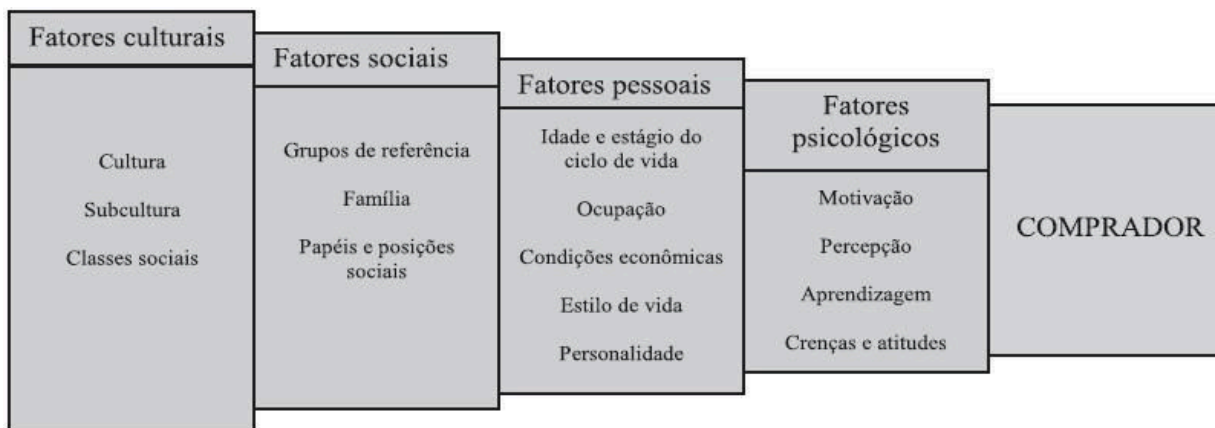 Fatores culturais
Cultura
Subcultura
Classes sociais
Fatores sociais
Grupos de referência
Família
Papéis e posições
sociais
Fatores pessoais
Idade e estágio do
ciclo de vida
Ocupação
Condições econômicas
Estilo de vida
Personalidade
Fatores
psicológicos
Motivação
Percepção
Aprendizagem
Crenças e atitudes
COMPRADOR